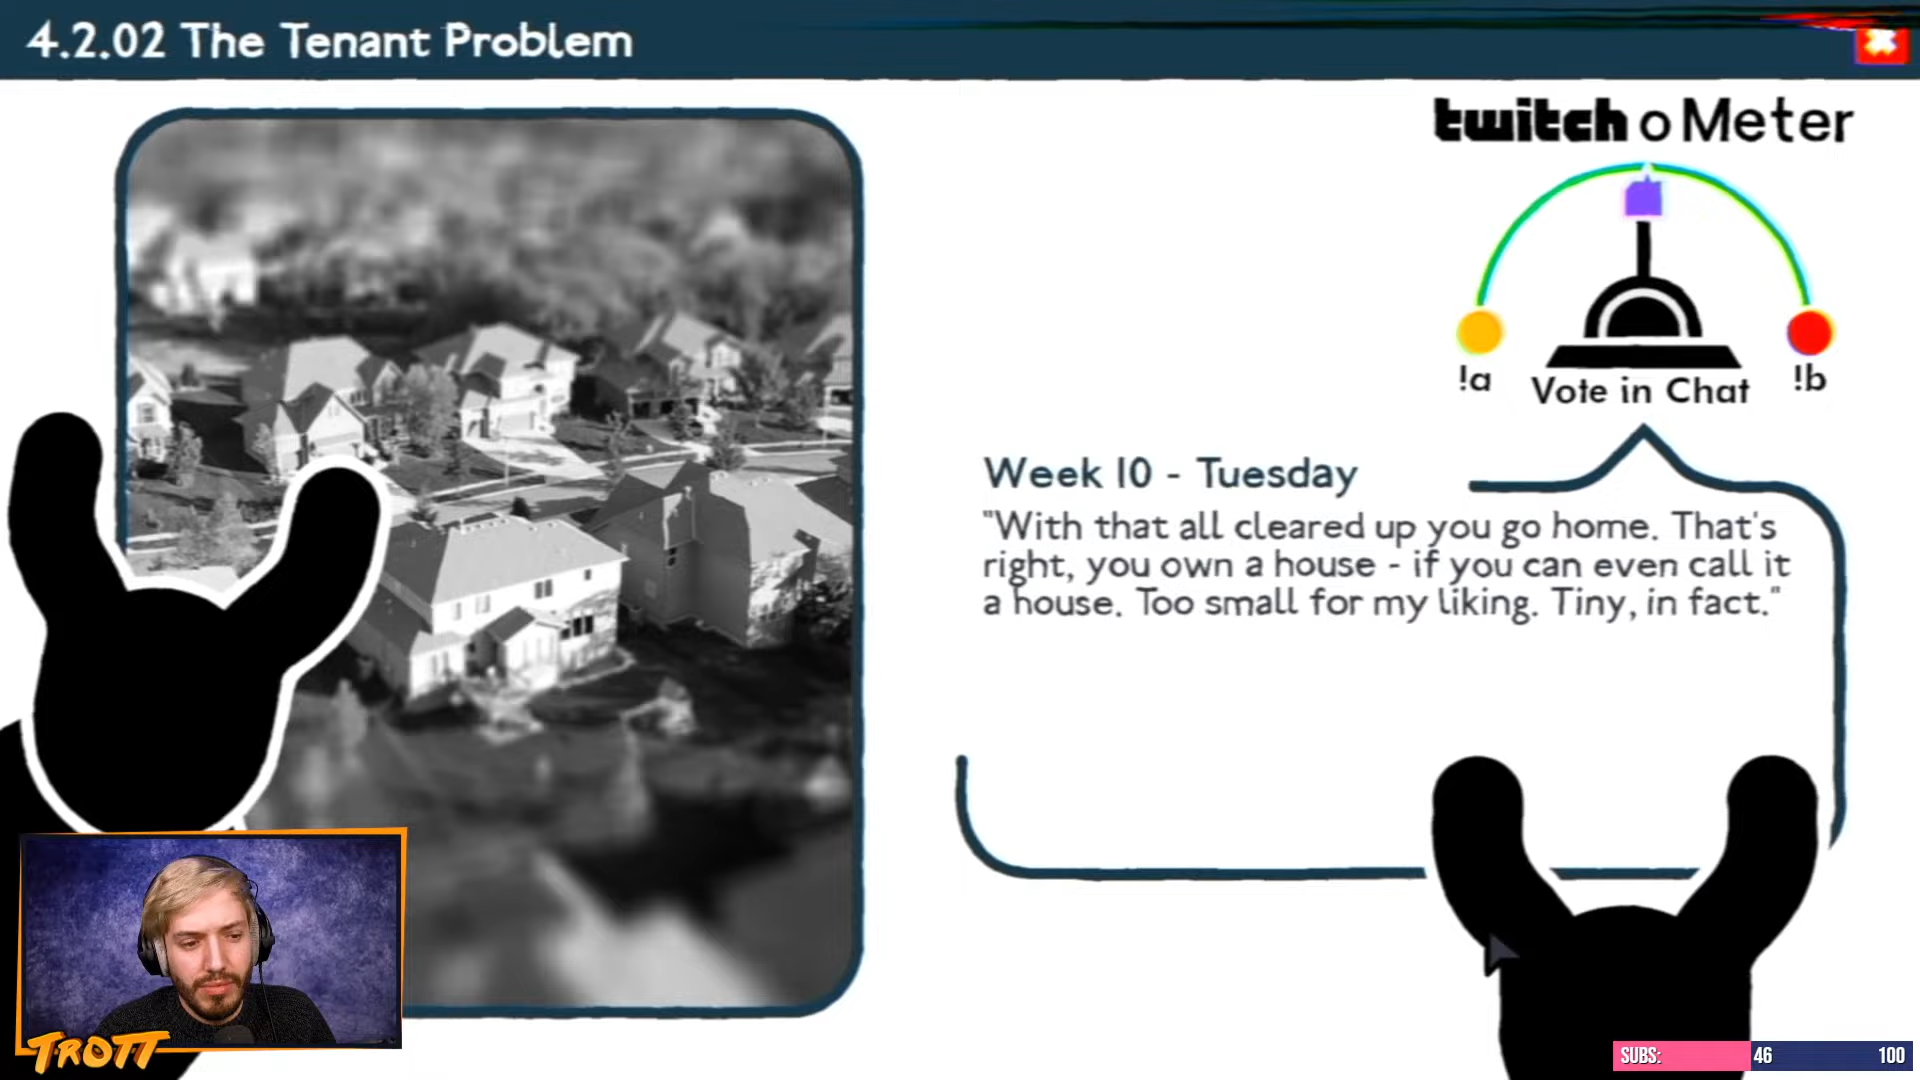 4.2.02 The Tenant Problem
twitch o Meter
!a
Vote in Chat
!b
Week 10 - Tuesday
"With that all cleared up you go home. That's
right, you own a house - if you can even call it
a house. Too small for my liking. Tiny, in fact."
TROTT
SUBS:
46
100